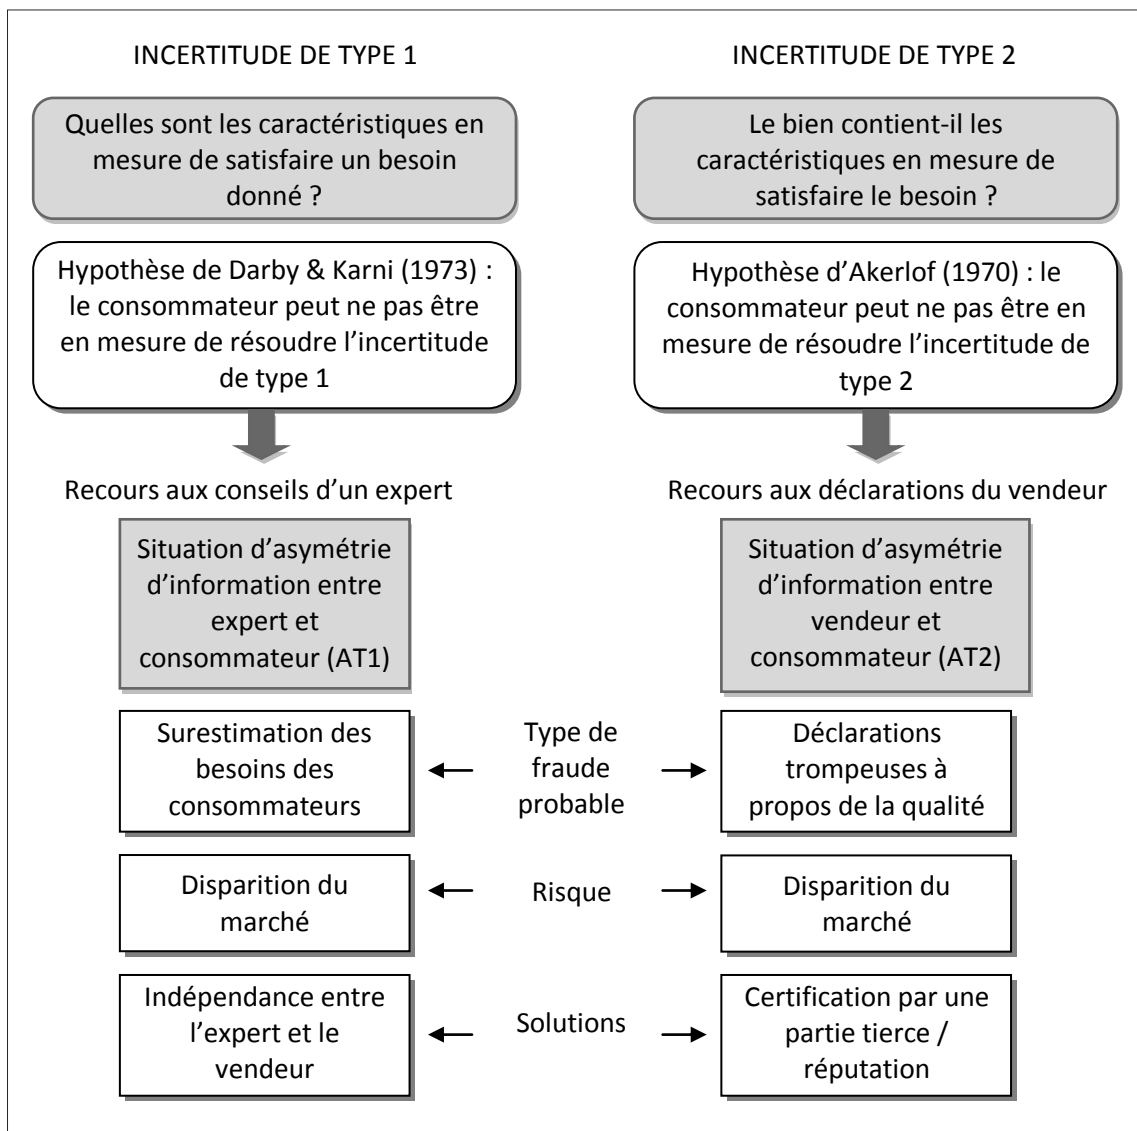 INCERTITUDE DE TYPE 1
Quelles sont les caractéristiques en
mesure de satisfaire un besoin
donné ?
Hypothèse de Darby & Karni (1973) :
le consommateur peut ne pas être
en mesure de résoudre l’incertitude
de type 1
Recours aux conseils d’un expert
Situation d’asymétrie
d’information entre
expert et
consommateur (AT1)
INCERTITUDE DE TYPE 2
Le bien contient-il les
caractéristiques en mesure de
satisfaire le besoin ?
Hypothèse d’Akerlof (1970) : le
consommateur peut ne pas être en
mesure de résoudre l’incertitude de
type 2
Recours aux déclarations du vendeur
Situation d’asymétrie
d’information entre
vendeur et
consommateur (AT2)
Surestimation des
besoins des
consommateurs
Type de
fraude
probable
Déclarations
trompeuses à
propos de la qualité
Disparition du
marché
Risque
Disparition du
marché
Indépendance entre
l’expert et le
vendeur
Solutions
Certification par une
partie tierce /
réputation